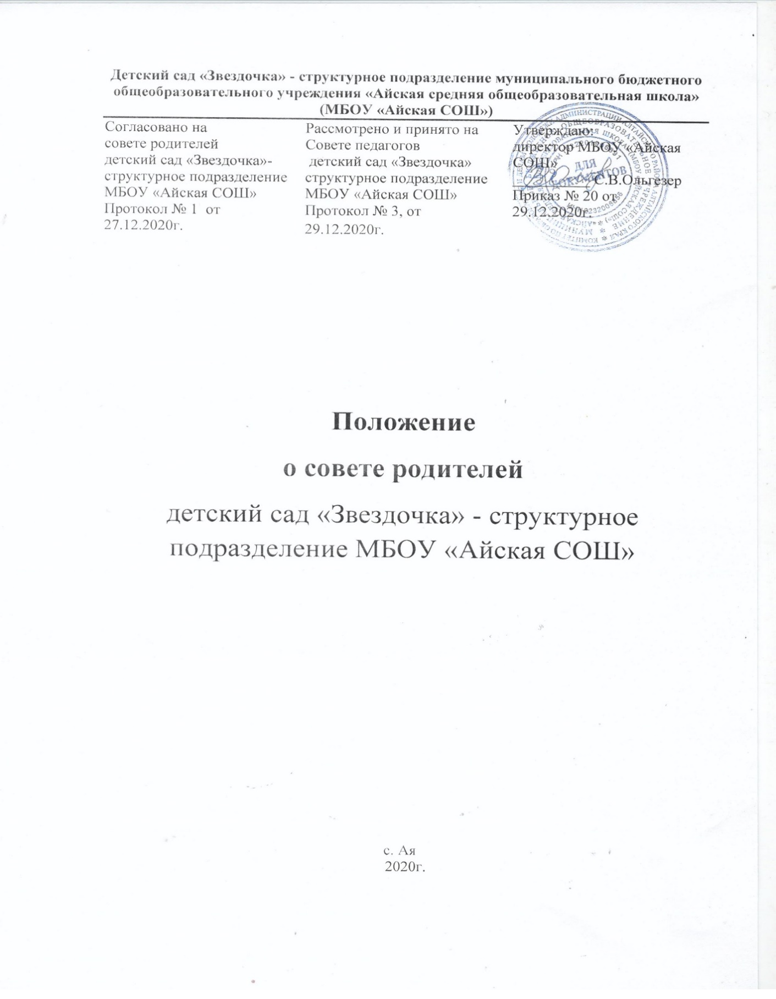 Детский сад «Звездочка» - структурное подразделение муниципального бюджетного
общеобразовательного учреждения «Айская средняя общеобразовательная школа»
(МБОУ «Айская СОШ»)
Согласовано на
совете родителей
детский сад «Звездочка»-
структурное подразделение
МБОУ «Айская СОШ»
Протокол № 1 от
27.12.2020г.
Рассмотрено и принято на
Совете педагогов
детский сад «Звездочка»
структурное подразделение
МБОУ «Айская СОШ»
Протокол № 3, от
29.12.2020г.
Утверждаю:
директор МБОУ «Айская
СОШ»
С.В.Ольгезер
Приказ № 20 от
29.12.2020г.
ДЛЯ
ДОКУМЕНТОВ
Положение
о совете родителей
детский сад «Звездочка» - структурное
подразделение МБОУ «Айская СОШ»
с. Ая
2020г.